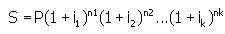 S = P(1 + i₁)ⁿ¹(1 + i₂)ⁿ²...(1 + iₖ)ⁿᵏ